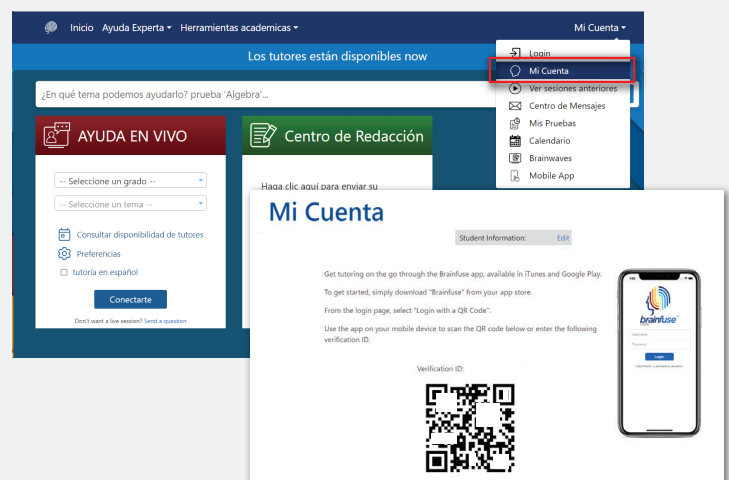 Inicio Ayuda Experta Herramientas academicas Mi Cuenta
Los tutores están disponibles now
Login
Mi Cuenta
Ver sesiones anteriores
Centro de Mensajes
Mis Pruebas
Calendario
Brainwaves
Mobile App
¿En qué tema podemos ayudarlo? prueba 'Algebra'...
AYUDA EN VIVO
-- Seleccione un grado --
-- Seleccione un tema --
Consultar disponibilidad de tutores
Preferencias
tutoría en español
Conectarte
Don't want a live session? Send a question
Centro de Redacción
Haga clic aquí para enviar su
Mi Cuenta
Student Information: Edit
Get tutoring on the go through the Brainfuse app, available in iTunes and Google Play.
To get started, simply download "Brainfuse" from your app store.
From the login page, select "Login with a QR Code".
Use the app on your mobile device to scan the QR code below or enter the following
verification ID.
Verification ID:
brainfuse
Username
Password
Login